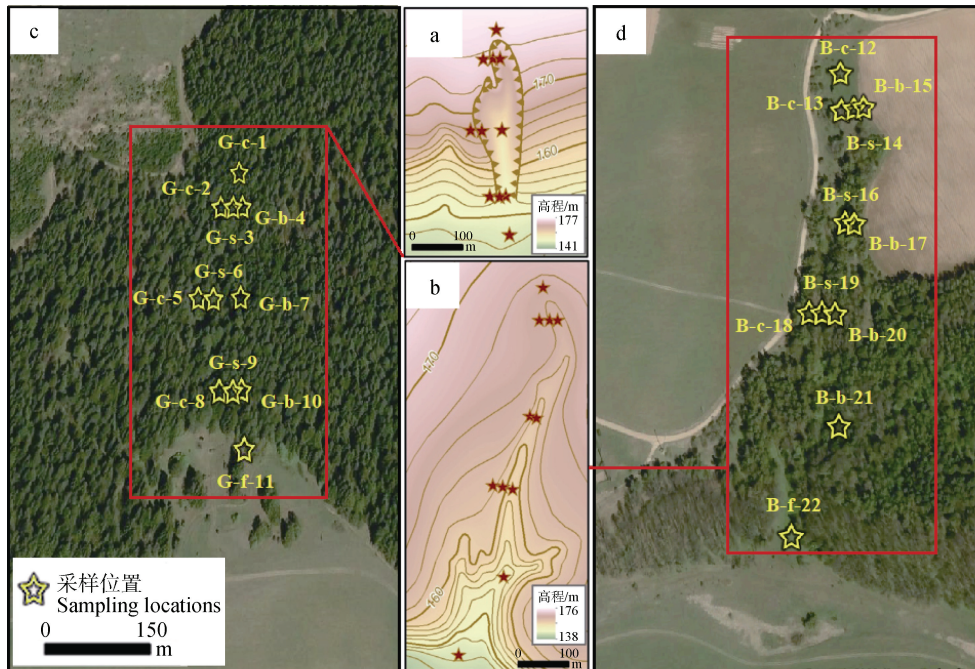 c
G-c-1
G-c-2
G-b-4
G-s-3
G-s-6
G-c-5
G-b-7
G-s-9
G-c-8
G-b-10
G-f-11
采样位置
Sampling locations
0 150
m
a
170
160
高程/m
177
141
0 100
m
b
170
160
高程/m
176
138
0 100
m
d
B-c-12
B-b-15
B-c-13
B-s-14
B-s-16
B-b-17
B-s-19
B-c-18
B-b-20
B-b-21
B-f-22